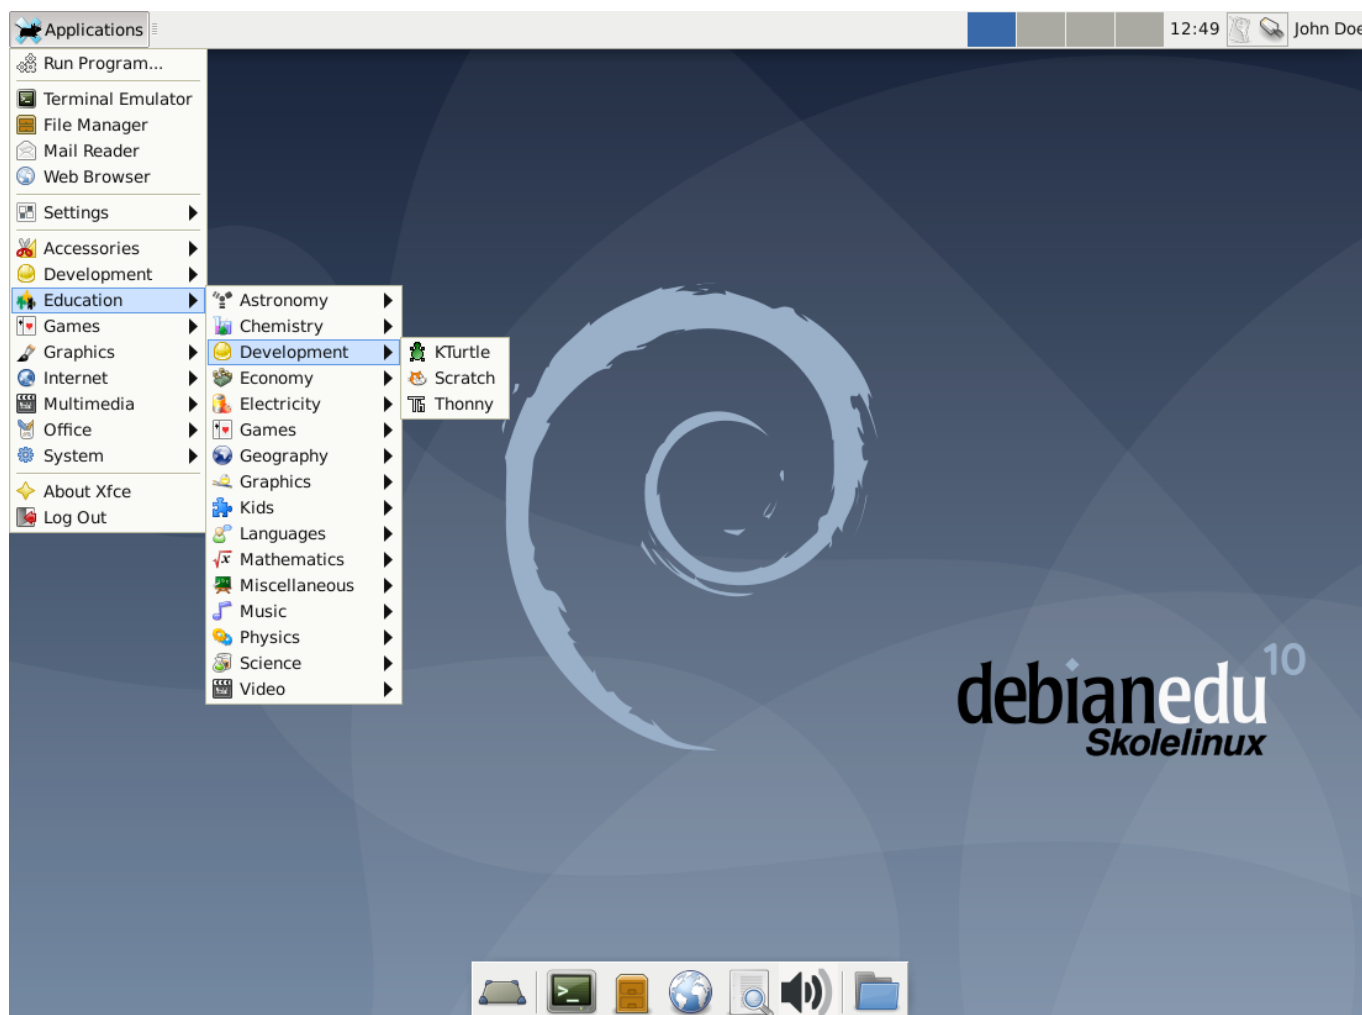 Applications
12:49
John Doe
Run Program...
Terminal Emulator
File Manager
Mail Reader
Web Browser
Settings
Accessories
Development
Education
Games
Graphics
Internet
Multimedia
Office
System
About Xfce
Log Out
Astronomy
Chemistry
Development
Economy
Electricity
Games
Geography
Graphics
Kids
Languages
Mathematics
Miscellaneous
Music
Physics
Science
Video
KTurtle
Scratch
Thonny
debianedu 10
Skolelinux